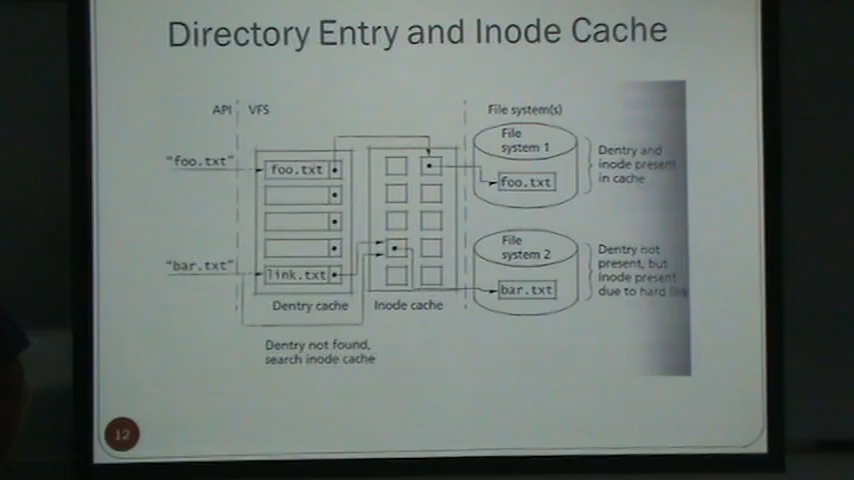 Directory Entry and Inode Cache
API
VFS
File system(s)
"foo.txt"
foo.txt
File
system 1
foo.txt
Dentry and
inode present
in cache
"bar.txt"
link.txt
File
system 2
bar.txt
Dentry not
present, but
inode present
due to hard link
Dentry cache
Inode cache
Dentry not found,
search inode cache
12